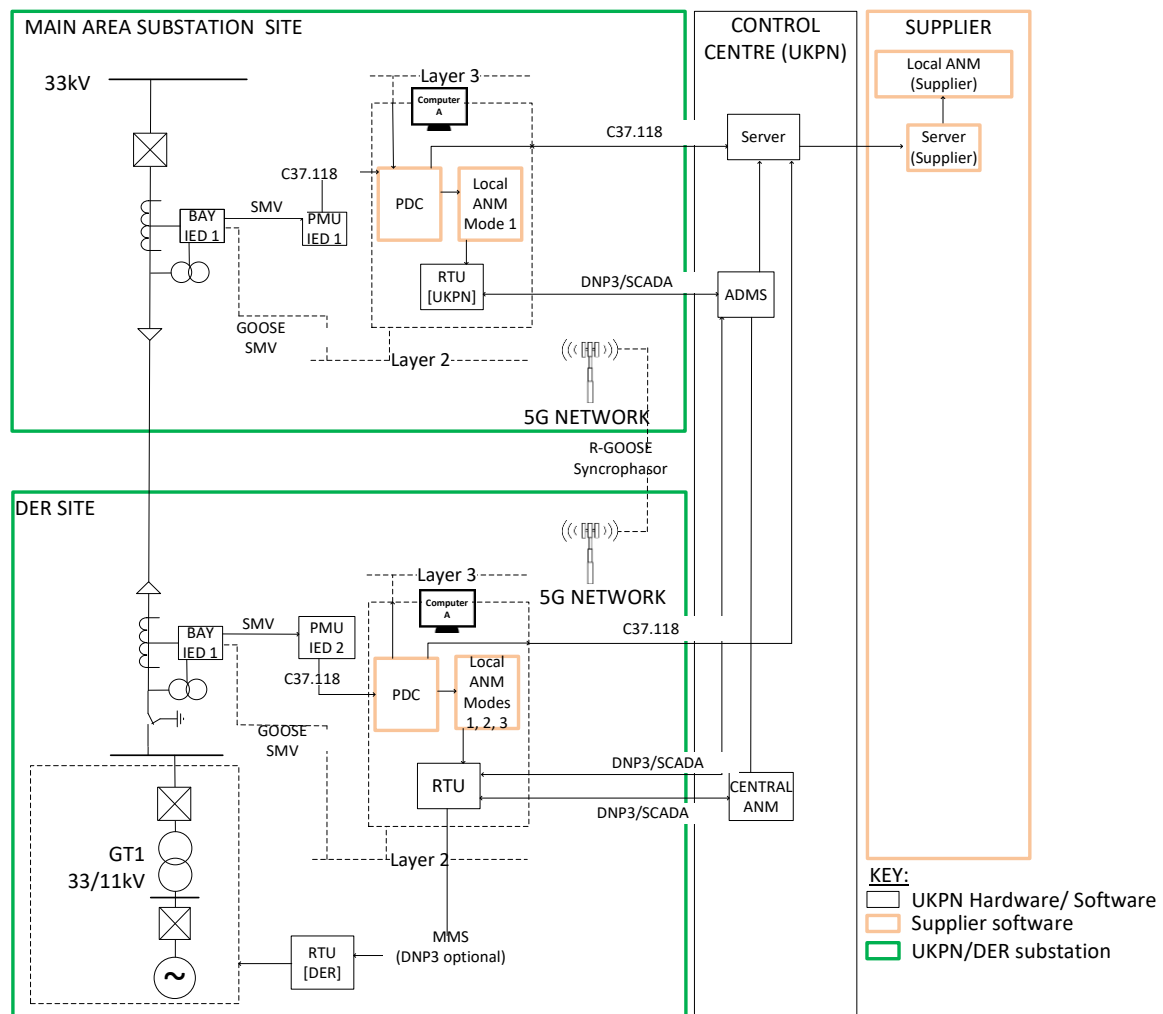 MAIN AREA SUBSTATION SITE
33kV
Layer 3
Computer
A
C37.118
PDC
Local
ANM
Mode 1
BAY
IED 1
SMV
PMU
IED 1
RTU
[UKPN]
GOOSE
SMV
Layer 2
5G NETWORK
C37.118
DNP3/SCADA
R-GOOSE
Syncrophasor
CONTROL
CENTRE (UKPN)
Server
ADMS
CENTRAL
ANM
SUPPLIER
Local ANM
(Supplier)
Server
(Supplier)
DER SITE
5G NETWORK
Layer 3
Computer
A
BAY
IED 1
SMV
PMU
IED 2
C37.118
PDC
Local
ANM
Modes
1, 2, 3
C37.118
GOOSE
SMV
RTU
DNP3/SCADA
DNP3/SCADA
Layer 2
GT1
33/11kV
~
RTU
[DER]
MMS
(DNP3 optional)
KEY:
UKPN Hardware/ Software
Supplier software
UKPN/DER substation